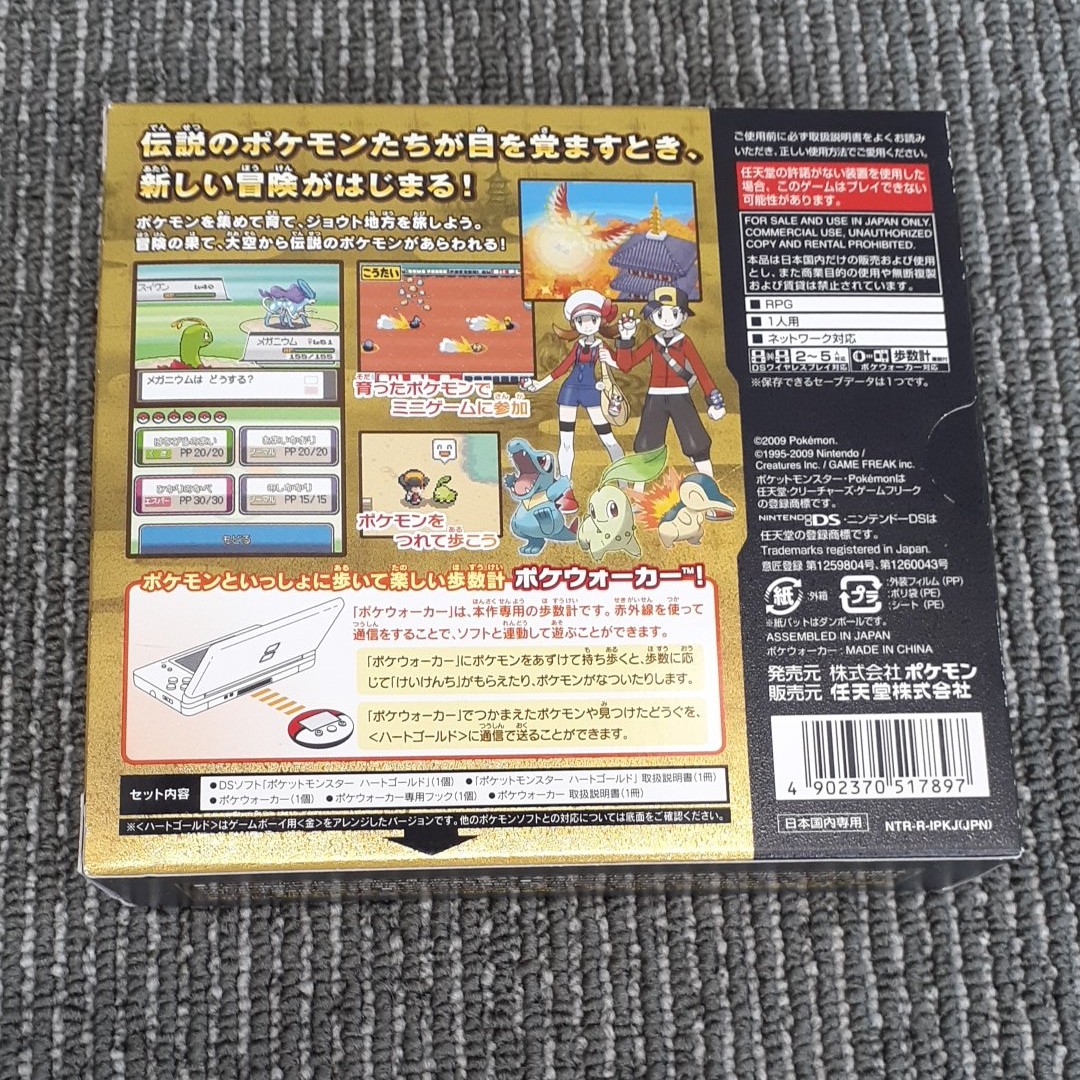 伝説のポケモンたちが目を覚ますとき、
新しい冒険がはじまる!
ポケモンを集めて育て、ジョウト地方を旅しよう。
冒険の果て、大空から伝説のポケモンがあらわれる!
スイクン Lv40
メガニウム Lv51
155/155
メガニウムは どうする?
PP 20/20
ノーマル PP 20/20
エスパー PP 30/30
ノーマル PP 15/15
もどる
こうたい
育ったポケモンで
ミニゲームに参加
ポケモンを
つれて歩こう
ポケモンといっしょに歩いて楽しい歩数計 ポケウォーカー™!
「ポケウォーカー」は、本作専用の歩数計です。赤外線を使って
通信をすることで、ソフトと連動して遊ぶことができます。
「ポケウォーカー」にポケモンをあずけて持ち歩くと、歩数に応
じて「けいけんち」がもらえたり、ポケモンがなついたりします。
「ポケウォーカー」でつかまえたポケモンや見つけたどうぐを、
<ハートゴールド>に通信で送ることができます。
セット内容
●DSソフト「ポケットモンスター ハートゴールド」(1個) ●「ポケットモンスター ハートゴールド」取扱説明書(1冊)
●ポケウォーカー(1個) ●ポケウォーカー専用フック(1個) ●ポケウォーカー 取扱説明書(1冊)
※<ハートゴールド>はゲームボーイ用<金>をアレンジしたバージョンです。他のポケモンソフトとの対応については底面をご確認ください。
ご使用前に必ず取扱説明書をよくお読み
いただき、正しい使用方法でご愛用ください。
任天堂の許諾がない装置を使用した
場合、このゲームはプレイできない
可能性があります。
FOR SALE AND USE IN JAPAN ONLY.
COMMERCIAL USE, UNAUTHORIZED
COPY AND RENTAL PROHIBITED.
本品は日本国内だけの販売および使用
とし、また商業目的の使用や無断複製
および賃貸は禁止されています。
■ RPG
■ 1人用
■ ネットワーク対応
2〜5人対応
DSワイヤレスプレイ対応
歩数計
ポケウォーカー対応
※保存できるセーブデータは1つです。
©2009 Pokémon.
©1995-2009 Nintendo /
Creatures Inc. / GAME FREAK inc.
ポケットモンスター・Pokémonは
任天堂・クリーチャーズ・ゲームフリーク
の登録商標です。
NINTENDO DS・ニンテンドーDSは
任天堂の登録商標です。
Trademarks registered in Japan.
意匠登録 第1259804号、第1260043号
紙 :外箱
プラ :外装フィルム (PP)
:ポリ袋 (PE)
:シート (PE)
※紙パットはダンボールです。
ASSEMBLED IN JAPAN
ポケウォーカー : MADE IN CHINA
発売元 株式会社ポケモン
販売元 任天堂株式会社
4 902370 517897
日本国内専用
NTR-R-IPKJ(JPN)